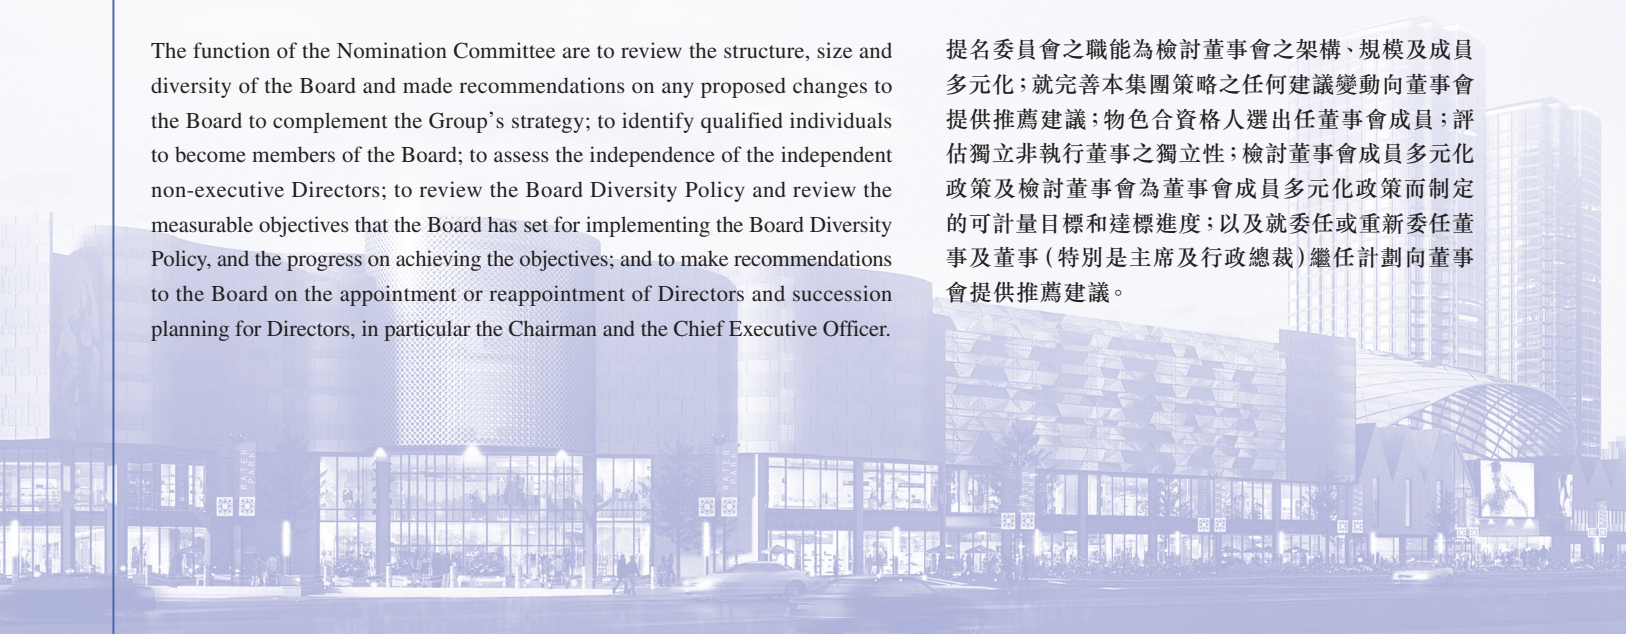 The function of the Nomination Committee are to review the structure, size and
diversity of the Board and made recommendations on any proposed changes to
the Board to complement the Group’s strategy; to identify qualified individuals
to become members of the Board; to assess the independence of the independent
non-executive Directors; to review the Board Diversity Policy and review the
measurable objectives that the Board has set for implementing the Board Diversity
Policy, and the progress on achieving the objectives; and to make recommendations
to the Board on the appointment or reappointment of Directors and succession
planning for Directors, in particular the Chairman and the Chief Executive Officer.
提名委員會之職能為檢討董事會之架構、規模及成員
多元化；就完善本集團策略之任何建議變動向董事會
提供推薦建議；物色合資格人選出任董事會成員；評
估獨立非執行董事之獨立性；檢討董事會成員多元化
政策及檢討董事會為董事會成員多元化政策而制定
的可計量目標和達標進度；以及就委任或重新委任董
事及董事（特別是主席及行政總裁）繼任計劃向董事
會提供推薦建議。